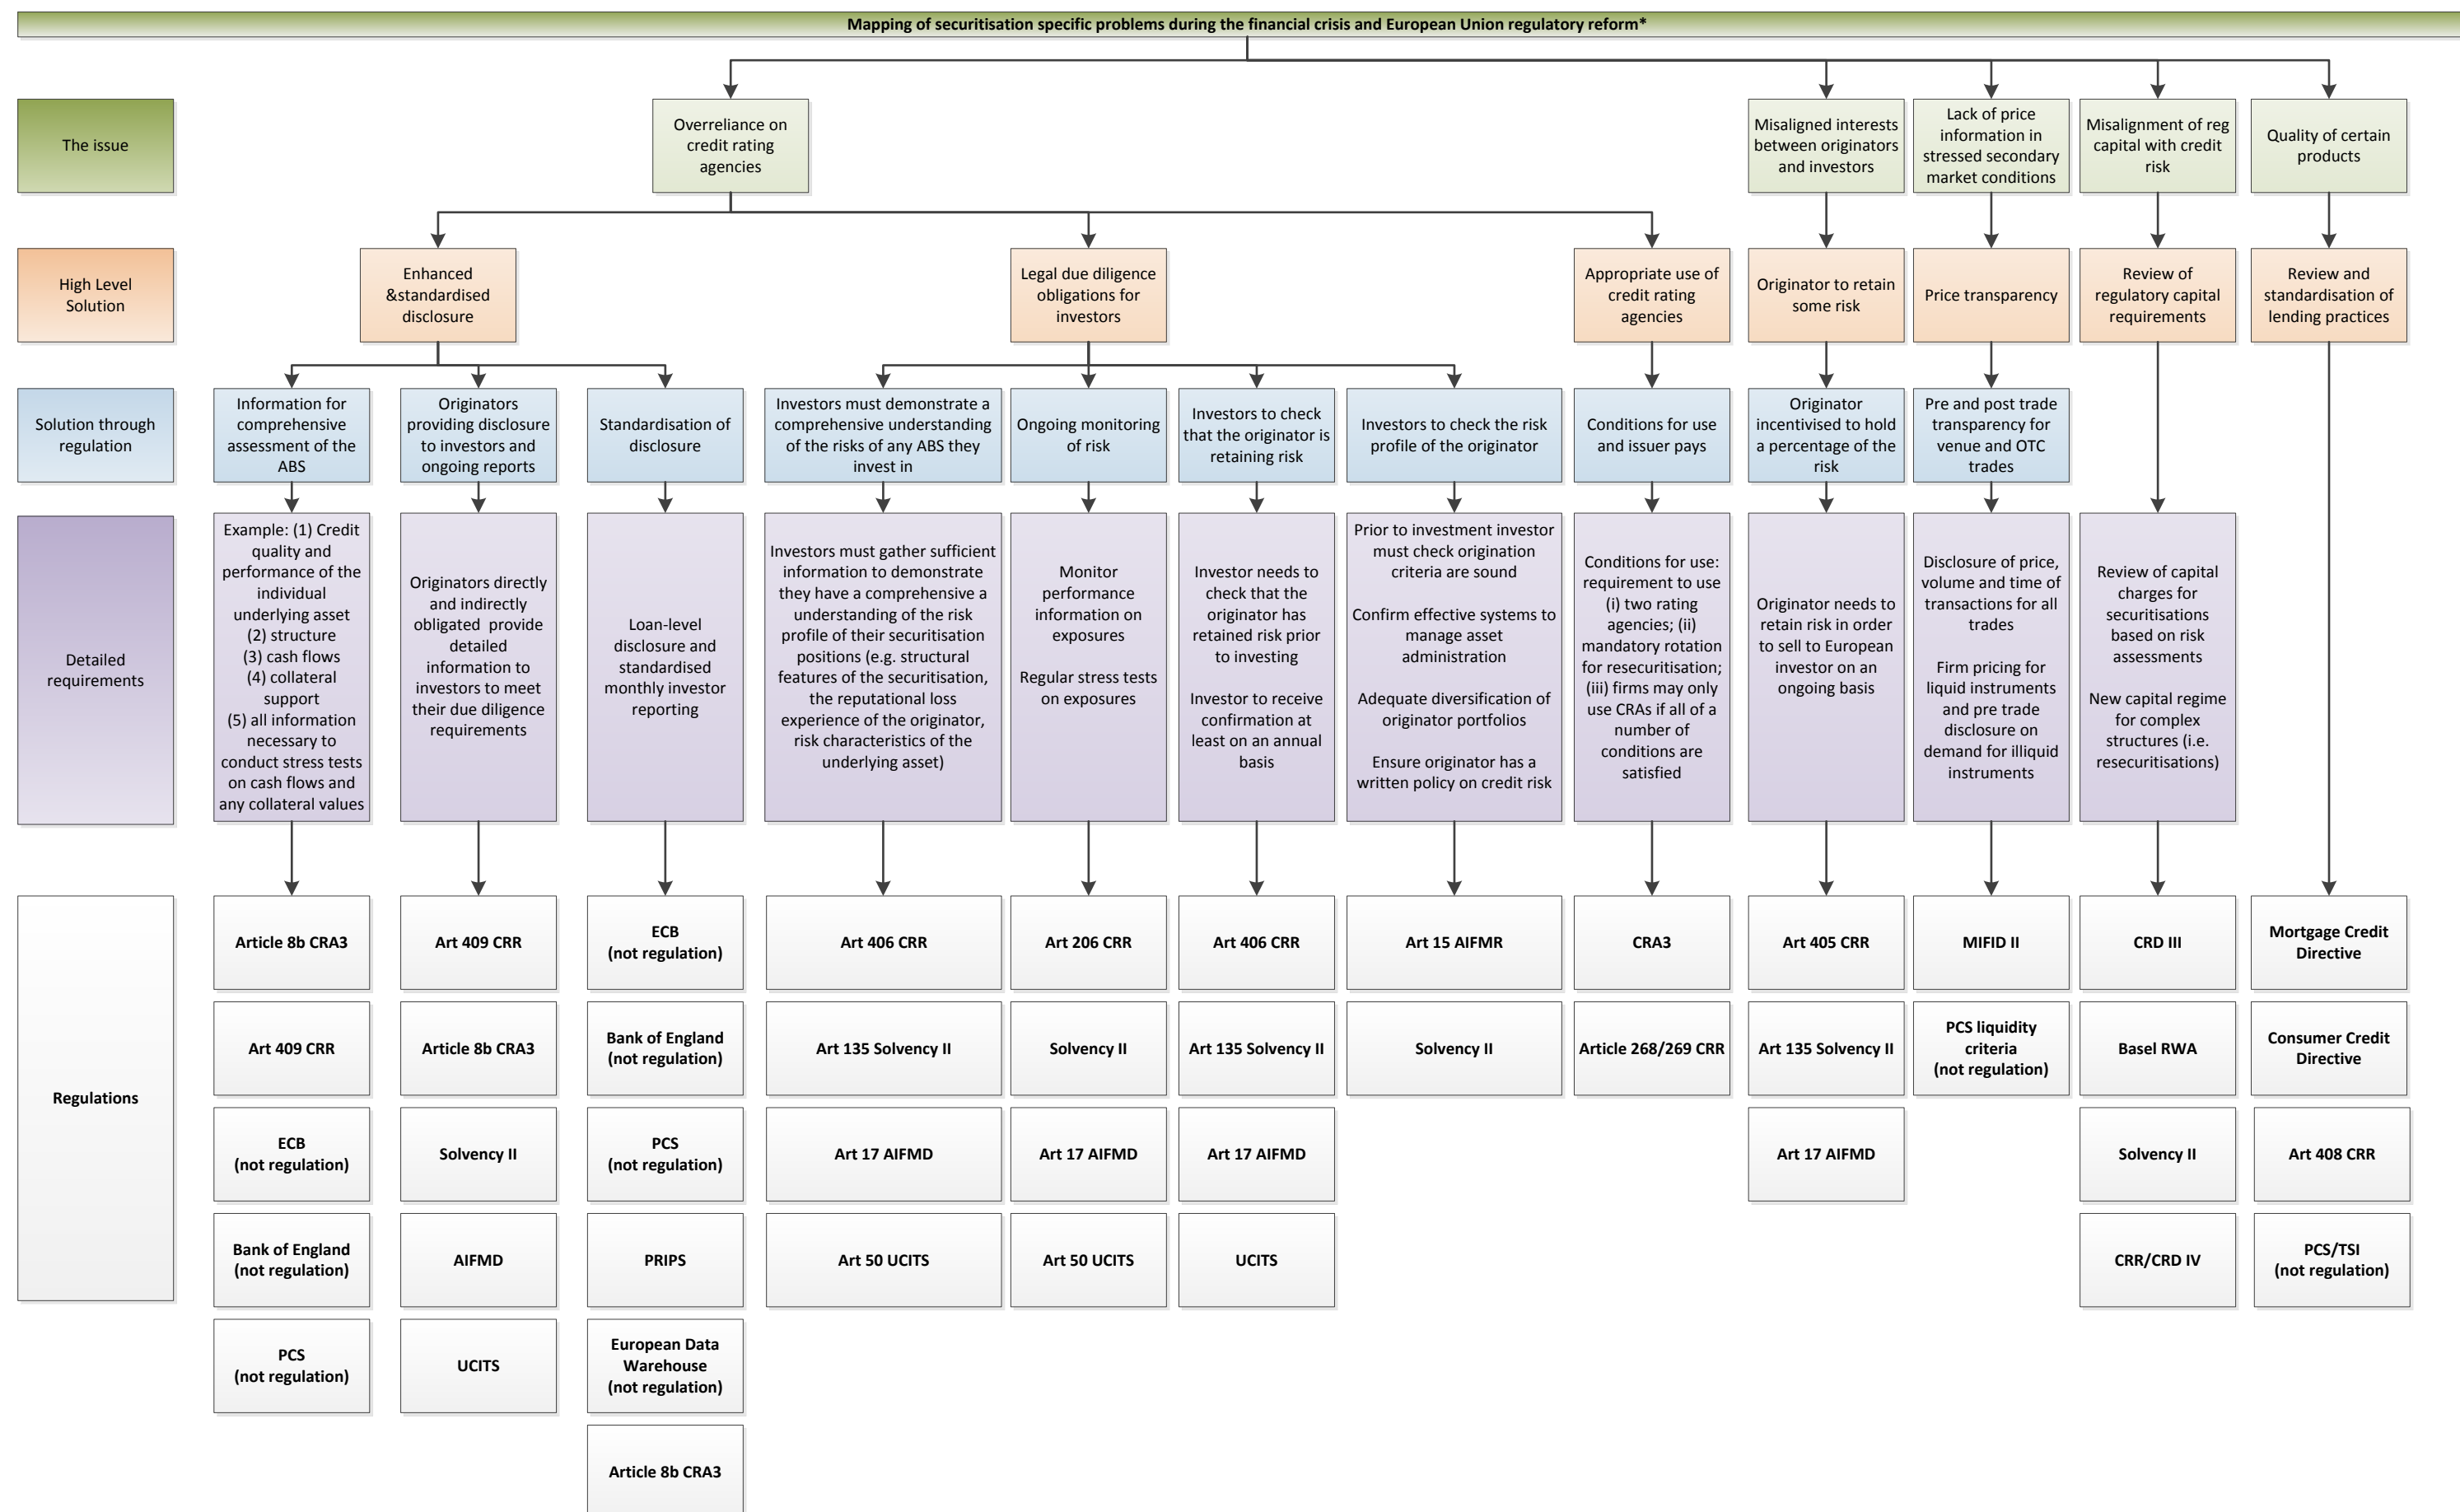 Mapping of securitisation specific problems during the financial crisis and European Union regulatory reform*
The issue
Overreliance on
credit rating
agencies
Misaligned interests
between originators
and investors
Lack of price
information in
stressed secondary
market conditions
Misalignment of reg
capital with credit
risk
Quality of certain
products
High Level
Solution
Enhanced
&standardised
disclosure
Legal due diligence
obligations for
investors
Appropriate use of
credit rating
agencies
Originator to retain
some risk
Price transparency
Review of
regulatory capital
requirements
Review and
standardisation of
lending practices
Solution through
regulation
Information for
comprehensive
assessment of the
ABS
Originators
providing disclosure
to investors and
ongoing reports
Standardisation of
disclosure
Investors must demonstrate a
comprehensive understanding
of the risks of any ABS they
invest in
Ongoing monitoring
of risk
Investors to check
that the originator is
retaining risk
Investors to check the risk
profile of the originator
Conditions for use
and issuer pays
Originator
incentivised to hold
a percentage of the
risk
Pre and post trade
transparency for
venue and OTC
trades
Detailed
requirements
Example: (1) Credit
quality and
performance of the
individual
underlying asset
(2) structure
(3) cash flows
(4) collateral
support
(5) all information
necessary to
conduct stress tests
on cash flows and
any collateral values
Originators directly
and indirectly
obligated  provide
detailed
information to
investors to meet
their due diligence
requirements
Loan-level
disclosure and
standardised
monthly investor
reporting
Investors must gather sufficient
information to demonstrate
they have a comprehensive a
understanding of the risk
profile of their securitisation
positions (e.g. structural
features of the securitisation,
the reputational loss
experience of the originator,
risk characteristics of the
underlying asset)
Monitor
performance
information on
exposures
Regular stress tests
on exposures
Investor needs to
check that the
originator has
retained risk prior
to investing
Investor to receive
confirmation at
least on an annual
basis
Prior to investment investor
must check origination
criteria are sound
Confirm effective systems to
manage asset
administration
Adequate diversification of
originator portfolios
Ensure originator has a
written policy on credit risk
Conditions for use:
requirement to use
(i) two rating
agencies; (ii)
mandatory rotation
for resecuritisation;
(iii) firms may only
use CRAs if all of a
number of
conditions are
satisfied
Originator needs to
retain risk in order
to sell to European
investor on an
ongoing basis
Disclosure of price,
volume and time of
transactions for all
trades
Firm pricing for
liquid instruments
and pre trade
disclosure on
demand for illiquid
instruments
Review of capital
charges for
securitisations
based on risk
assessments
New capital regime
for complex
structures (i.e.
resecuritisations)
Regulations
Article 8b CRA3
Art 409 CRR
ECB
(not regulation)
Art 406 CRR
Art 206 CRR
Art 406 CRR
Art 15 AIFMR
CRA3
Art 405 CRR
MIFID II
CRD III
Mortgage Credit
Directive
Art 409 CRR
Article 8b CRA3
Bank of England
(not regulation)
Art 135 Solvency II
Solvency II
Art 135 Solvency II
Solvency II
Article 268/269 CRR
Art 135 Solvency II
PCS liquidity
criteria
(not regulation)
Basel RWA
Consumer Credit
Directive
ECB
(not regulation)
Solvency II
PCS
(not regulation)
Art 17 AIFMD
Art 17 AIFMD
Art 17 AIFMD
Art 17 AIFMD
Solvency II
Art 408 CRR
Bank of England
(not regulation)
AIFMD
PRIPS
Art 50 UCITS
Art 50 UCITS
UCITS
CRR/CRD IV
PCS/TSI
(not regulation)
PCS
(not regulation)
UCITS
European Data
Warehouse
(not regulation)
Article 8b CRA3